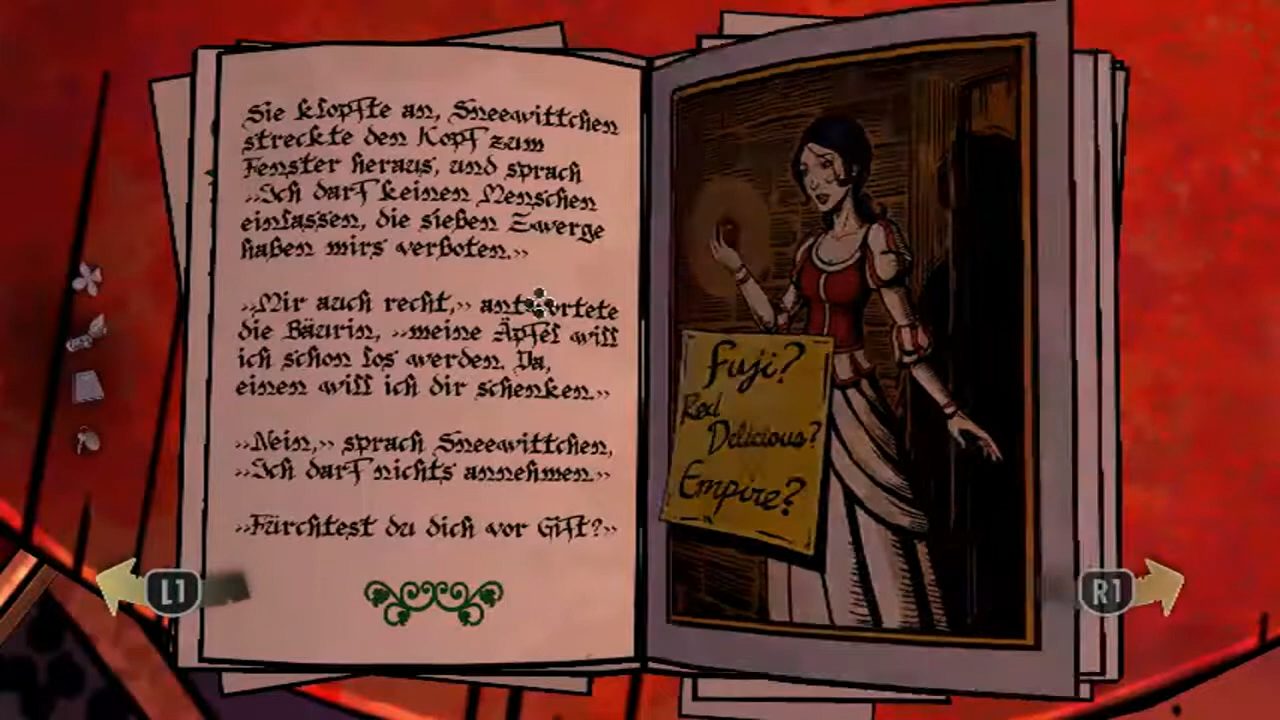 Sie klopfte an, Sneewittchen
streckte den Kopf zum
Fenster heraus, und sprach
»Ich darf keinen Menschen
einlassen, die sieben Zwerge
haben mirs verboten.»
»Mir auch recht,» antwortete
die Bäurin, »meine Äpfel will
ich schon los werden. Da,
einen will ich dir schenken.»
»Nein,» sprach Sneewittchen,
»Ich darf nichts annehmen.»
»Fürchtest du dich vor Gift?»
Fuji?
Red
Delicious?
Empire?
L1
R1